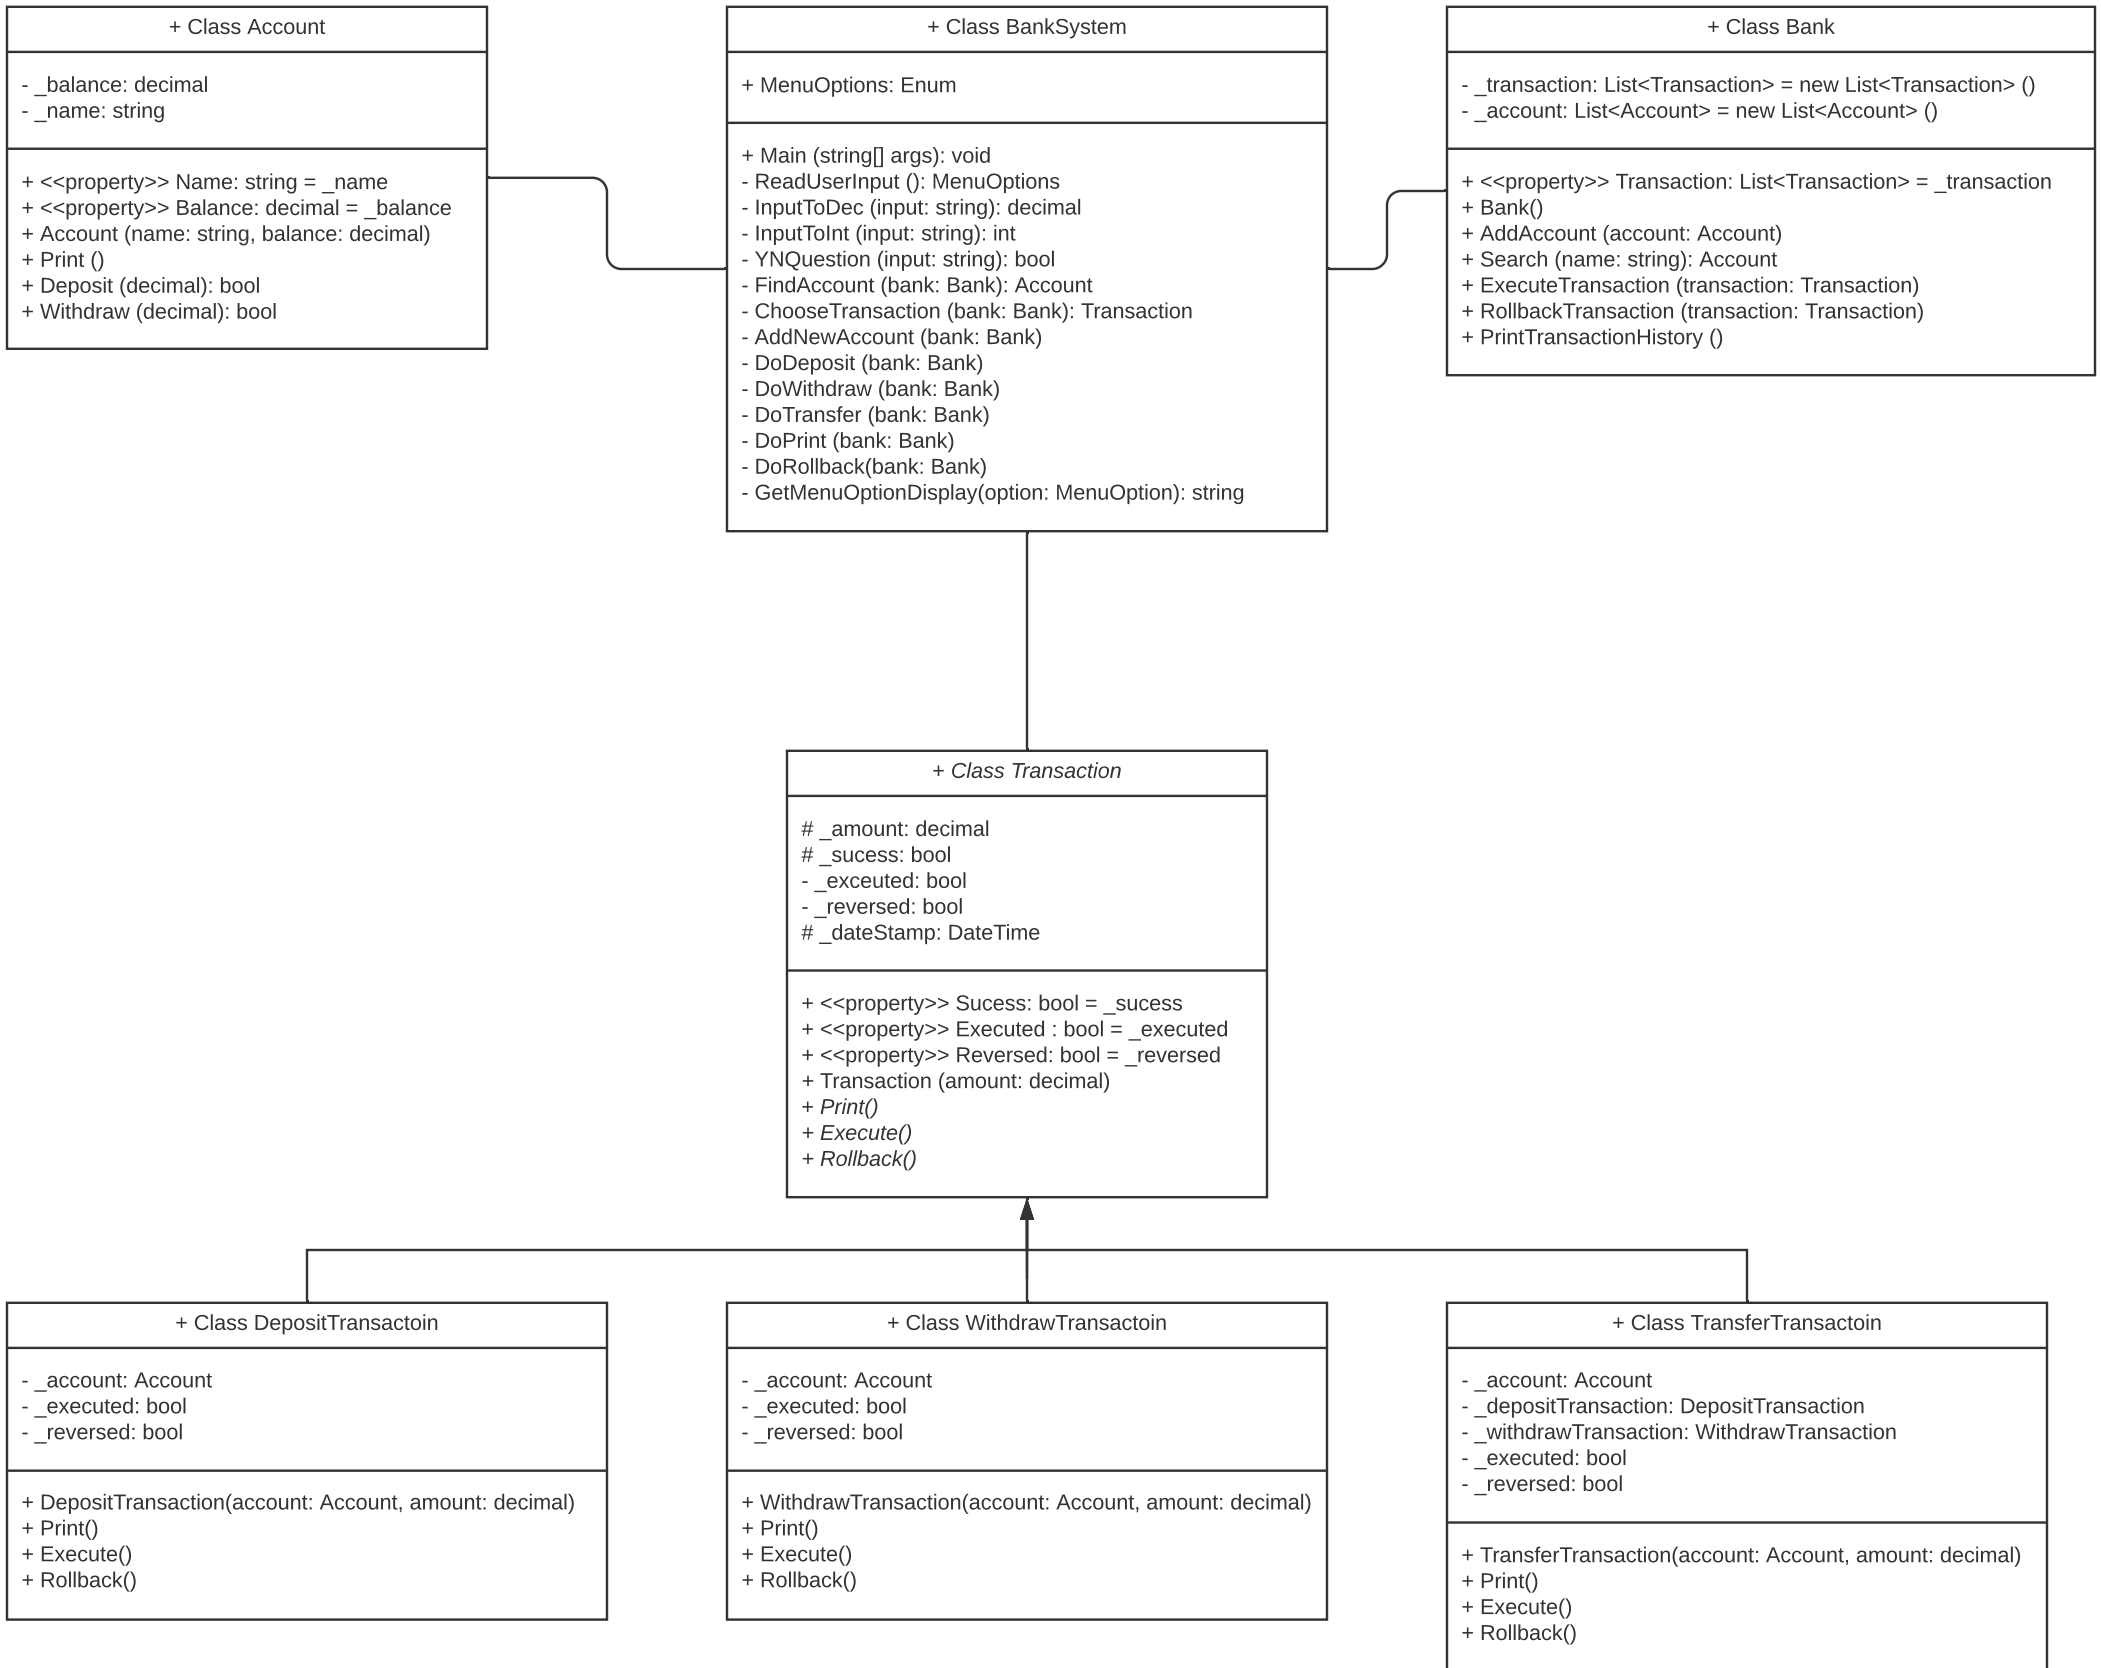 + Class Account
- _balance: decimal
- _name: string
+ <<property>> Name: string = _name
+ <<property>> Balance: decimal = _balance
+ Account (name: string, balance: decimal)
+ Print ()
+ Deposit (decimal): bool
+ Withdraw (decimal): bool
+ Class BankSystem
+ MenuOptions: Enum
+ Main (string[] args): void
- ReadUserInput (): MenuOptions
- InputToDec (input: string): decimal
- InputToInt (input: string): int
- YNQuestion (input: string): bool
- FindAccount (bank: Bank): Account
- ChooseTransaction (bank: Bank): Transaction
- AddNewAccount (bank: Bank)
- DoDeposit (bank: Bank)
- DoWithdraw (bank: Bank)
- DoTransfer (bank: Bank)
- DoPrint (bank: Bank)
- DoRollback(bank: Bank)
- GetMenuOptionDisplay(option: MenuOption): string
+ Class Bank
- _transaction: List<Transaction> = new List<Transaction> ()
- _account: List<Account> = new List<Account> ()
+ <<property>> Transaction: List<Transaction> = _transaction
+ Bank()
+ AddAccount (account: Account)
+ Search (name: string): Account
+ ExecuteTransaction (transaction: Transaction)
+ RollbackTransaction (transaction: Transaction)
+ PrintTransactionHistory ()
+ Class Transaction
# _amount: decimal
# _sucess: bool
- _exceuted: bool
- _reversed: bool
# _dateStamp: DateTime
+ <<property>> Sucess: bool = _sucess
+ <<property>> Executed : bool = _executed
+ <<property>> Reversed: bool = _reversed
+ Transaction (amount: decimal)
+ Print()
+ Execute()
+ Rollback()
+ Class DepositTransactoin
- _account: Account
- _executed: bool
- _reversed: bool
+ DepositTransaction(account: Account, amount: decimal)
+ Print()
+ Execute()
+ Rollback()
+ Class WithdrawTransactoin
- _account: Account
- _executed: bool
- _reversed: bool
+ WithdrawTransaction(account: Account, amount: decimal)
+ Print()
+ Execute()
+ Rollback()
+ Class TransferTransactoin
- _account: Account
- _depositTransaction: DepositTransaction
- _withdrawTransaction: WithdrawTransaction
- _executed: bool
- _reversed: bool
+ TransferTransaction(account: Account, amount: decimal)
+ Print()
+ Execute()
+ Rollback()